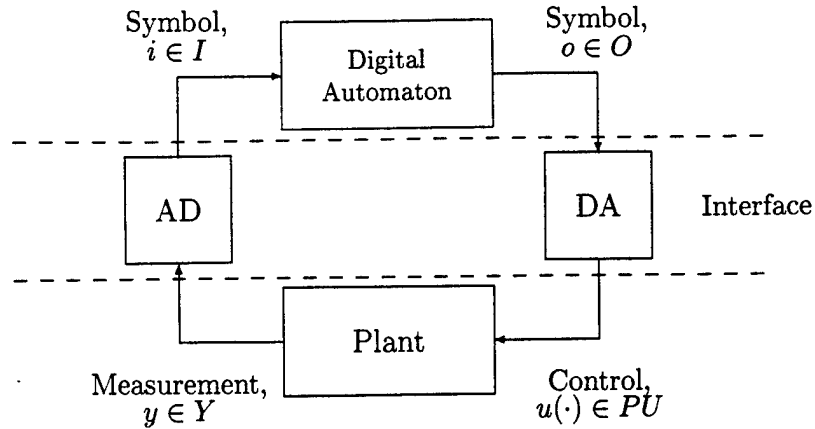 Symbol,
i ∈ I
Digital
Automaton
Symbol,
o ∈ O
AD
DA
Interface
Plant
Measurement,
y ∈ Y
Control,
u(·) ∈ PU